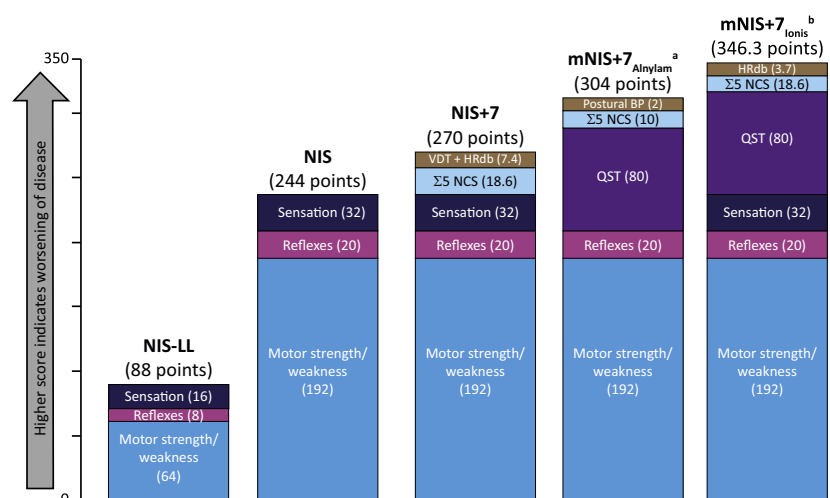 350
Higher score indicates worsening of disease
0
NIS-LL
(88 points)
Sensation (16)
Reflexes (8)
Motor strength/
weakness
(64)
NIS
(244 points)
Sensation (32)
Reflexes (20)
Motor strength/
weakness
(192)
NIS+7
(270 points)
VDT + HRdb (7.4)
Σ5 NCS (18.6)
Sensation (32)
Reflexes (20)
Motor strength/
weakness
(192)
mNIS+7Alnylam a
(304 points)
Postural BP (2)
Σ5 NCS (10)
QST (80)
Reflexes (20)
Motor strength/
weakness
(192)
mNIS+7Ionis b
(346.3 points)
HRdb (3.7)
Σ5 NCS (18.6)
QST (80)
Sensation (32)
Reflexes (20)
Motor strength/
weakness
(192)